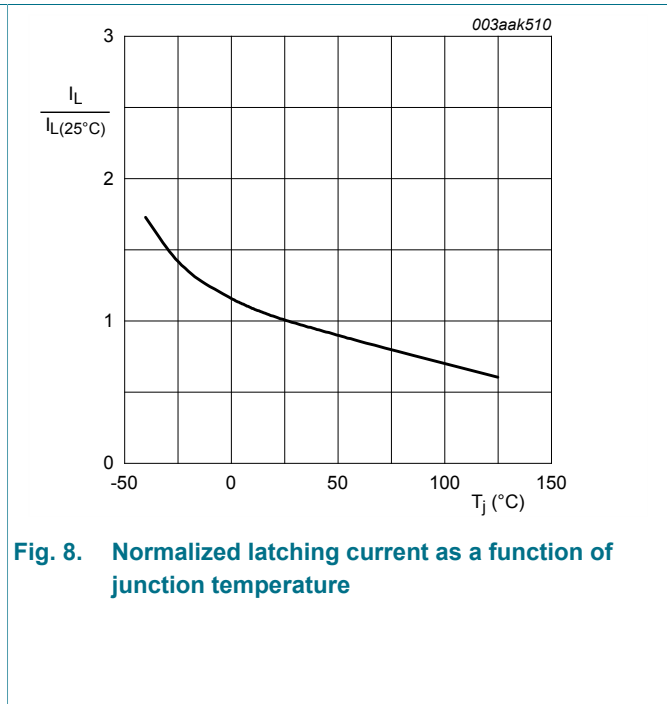 003aak510
3
I_L
I_L(25°C)
2
1
0
-50 0 50 100 150
T_j (°C)
Fig. 8. Normalized latching current as a function of
junction temperature